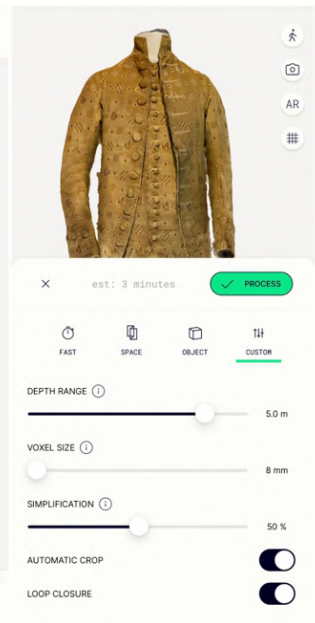 AR
est: 3 minutes
PROCESS
FAST SPACE OBJECT CUSTOM
DEPTH RANGE i
5.0 m
VOXEL SIZE i
8 mm
SIMPLIFICATION i
50 %
AUTOMATIC CROP
LOOP CLOSURE